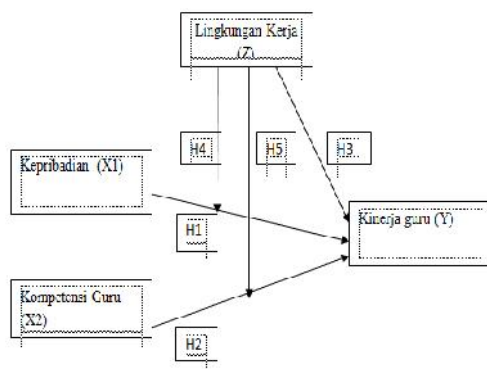 Lingkungan Kerja
(Z)
H4
H5
H3
Kepribadian (X1)
Kinerja guru (Y)
H1
Kompetensi Guru
(X2)
H2